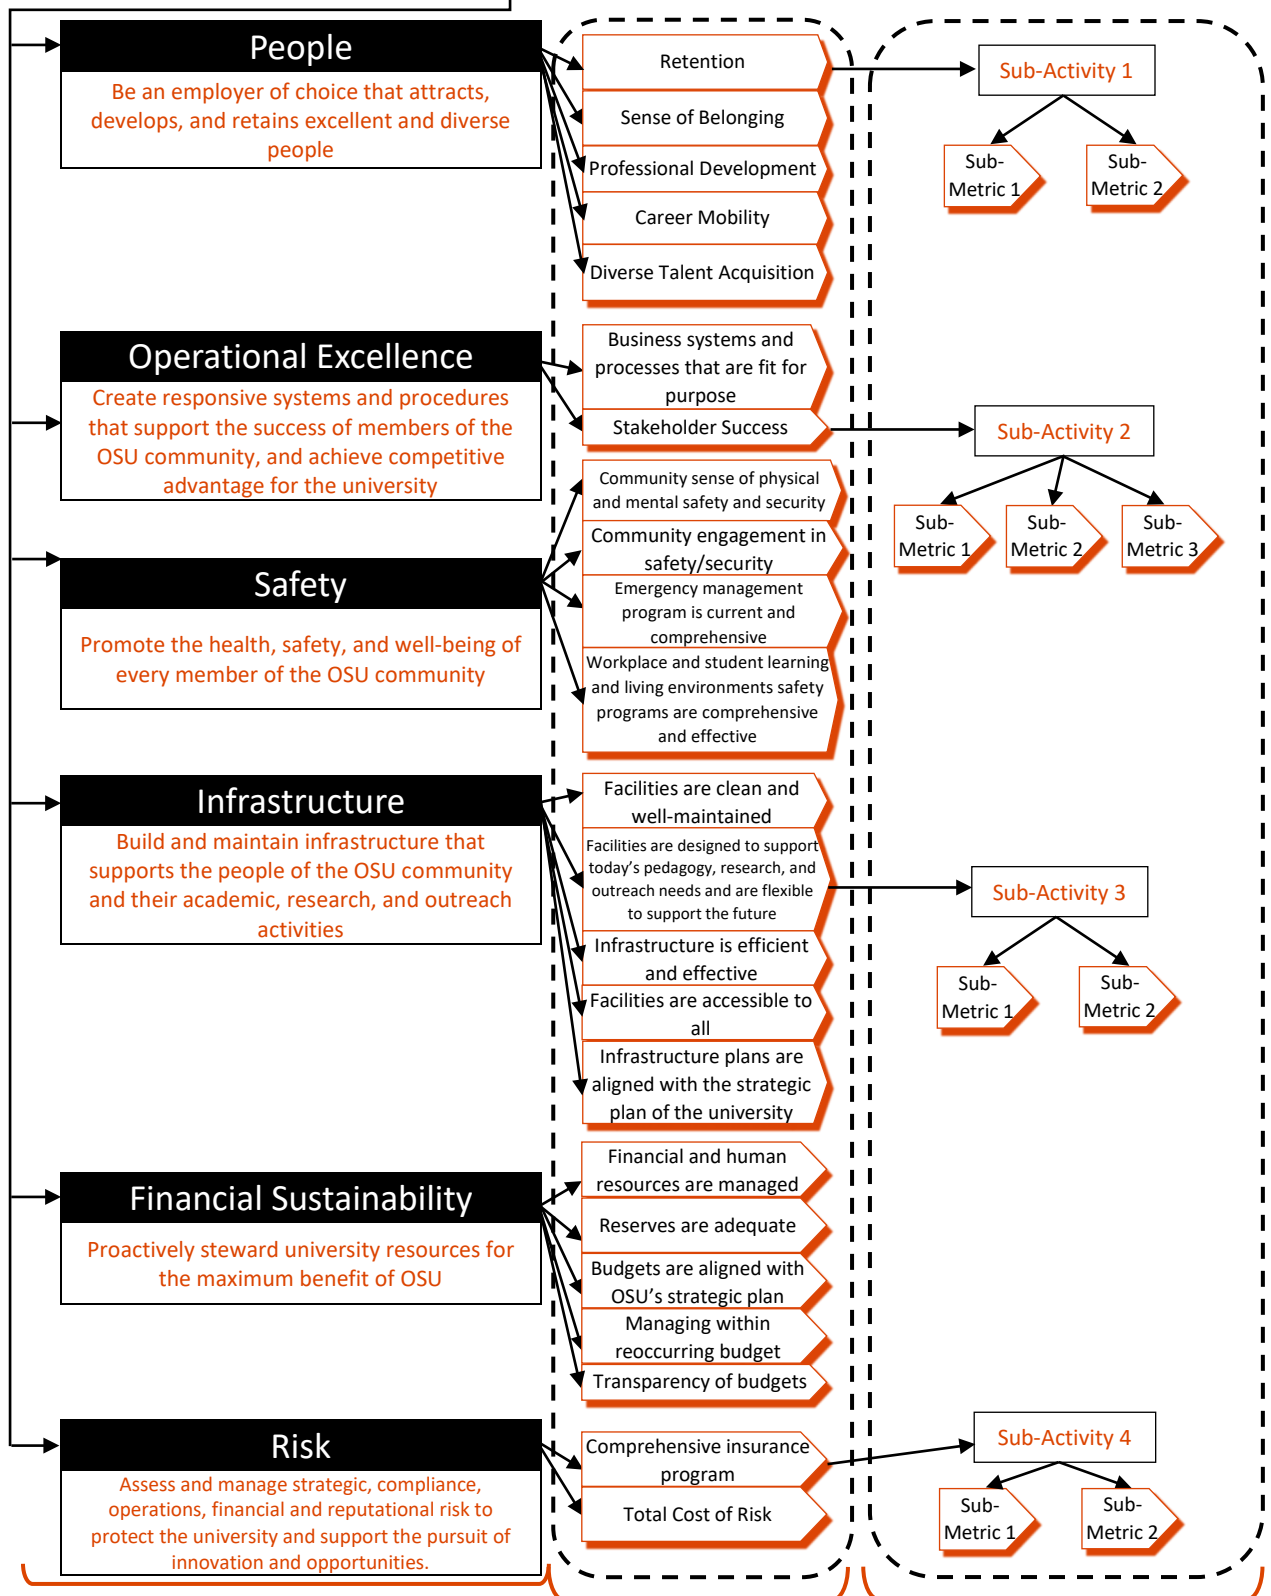 People
Be an employer of choice that attracts,
develops, and retains excellent and diverse
people
Retention
Sense of Belonging
Professional Development
Career Mobility
Diverse Talent Acquisition
Sub-Activity 1
Sub-
Metric 1
Sub-
Metric 2
Operational Excellence
Create responsive systems and procedures
that support the success of members of the
OSU community, and achieve competitive
advantage for the university
Business systems and
processes that are fit for
purpose
Stakeholder Success
Sub-Activity 2
Sub-
Metric 1
Sub-
Metric 2
Sub-
Metric 3
Safety
Promote the health, safety, and well-being of
every member of the OSU community
Community sense of physical
and mental safety and security
Community engagement in
safety/security
Emergency management
program is current and
comprehensive
Workplace and student learning
and living environments safety
programs are comprehensive
and effective
Infrastructure
Build and maintain infrastructure that
supports the people of the OSU community
and their academic, research, and outreach
activities
Facilities are clean and
well-maintained
Facilities are designed to support
today’s pedagogy, research, and
outreach needs and are flexible
to support the future
Infrastructure is efficient
and effective
Facilities are accessible to
all
Infrastructure plans are
aligned with the strategic
plan of the university
Sub-Activity 3
Sub-
Metric 1
Sub-
Metric 2
Financial Sustainability
Proactively steward university resources for
the maximum benefit of OSU
Financial and human
resources are managed
Reserves are adequate
Budgets are aligned with
OSU’s strategic plan
Managing within
reoccurring budget
Transparency of budgets
Risk
Assess and manage strategic, compliance,
operations, financial and reputational risk to
protect the university and support the pursuit of
innovation and opportunities.
Comprehensive insurance
program
Total Cost of Risk
Sub-Activity 4
Sub-
Metric 1
Sub-
Metric 2